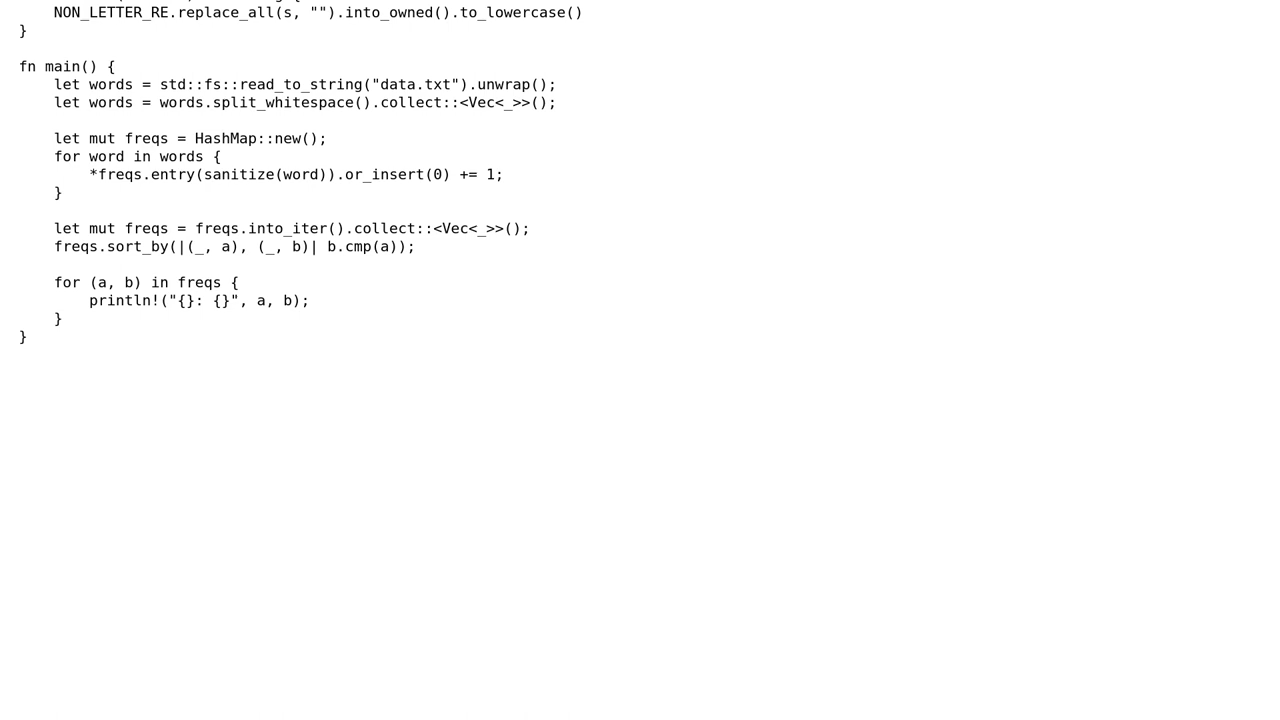 NON_LETTER_RE.replace_all(s, "").into_owned().to_lowercase()
}

fn main() {
    let words = std::fs::read_to_string("data.txt").unwrap();
    let words = words.split_whitespace().collect::<Vec<_>>();

    let mut freqs = HashMap::new();
    for word in words {
        *freqs.entry(sanitize(word)).or_insert(0) += 1;
    }

    let mut freqs = freqs.into_iter().collect::<Vec<_>>();
    freqs.sort_by(|(_, a), (_, b)| b.cmp(a));

    for (a, b) in freqs {
        println!("{}: {}", a, b);
    }
}